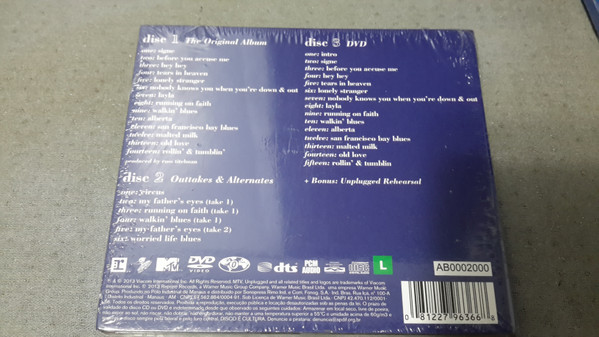 disc 1 The Original Album
one: signe
two: before you accuse me
three: hey hey
four: tears in heaven
five: lonely stranger
six: nobody knows you when you're down & out
seven: layla
eight: running on faith
nine: walkin' blues
ten: alberta
eleven: san francisco bay blues
twelve: malted milk
thirteen: old love
fourteen: rollin' & tumblin'
produced by russ titelman
disc 2 Outtakes & Alternates
one: circus
two: my father's eyes (take 1)
three: running on faith (take 1)
four: walkin' blues (take 1)
five: my father's eyes (take 2)
six: worried life blues
disc 3 DVD
one: intro
two: signe
three: before you accuse me
four: hey hey
five: tears in heaven
six: lonely stranger
seven: nobody knows you when you're down & out
eight: layla
nine: running on faith
ten: walkin' blues
eleven: alberta
twelve: san francisco bay blues
thirteen: malted milk
fourteen: old love
fifteen: rollin' & tumblin'
+ Bonus: Unplugged Rehearsal
MTV
DVD
VIDEO
dts
PCM
AUDIO
L
AB0002000
0 81227 96366 8